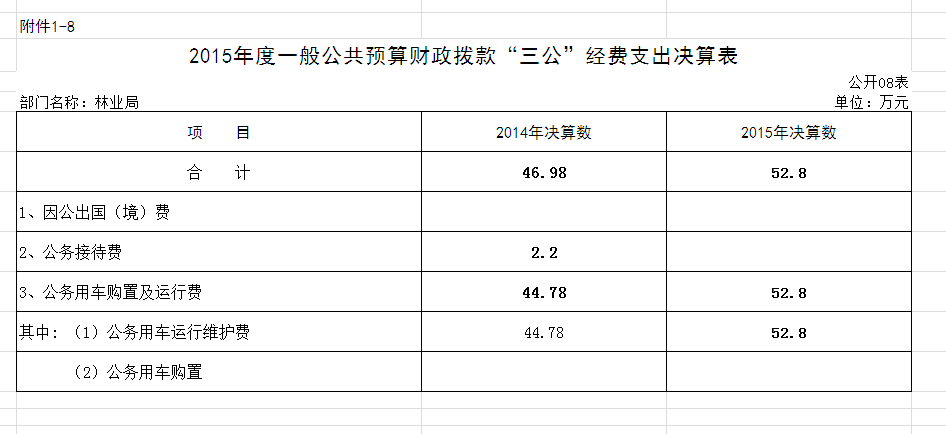 附件1-8
2015年度一般公共预算财政拨款“三公”经费支出决算表
公开08表
部门名称：林业局 单位：万元
项 目 2014年决算数 2015年决算数
合 计 46.98 52.8
1、因公出国（境）费
2、公务接待费 2.2
3、公务用车购置及运行费 44.78 52.8
其中：（1）公务用车运行维护费 44.78 52.8
（2）公务用车购置